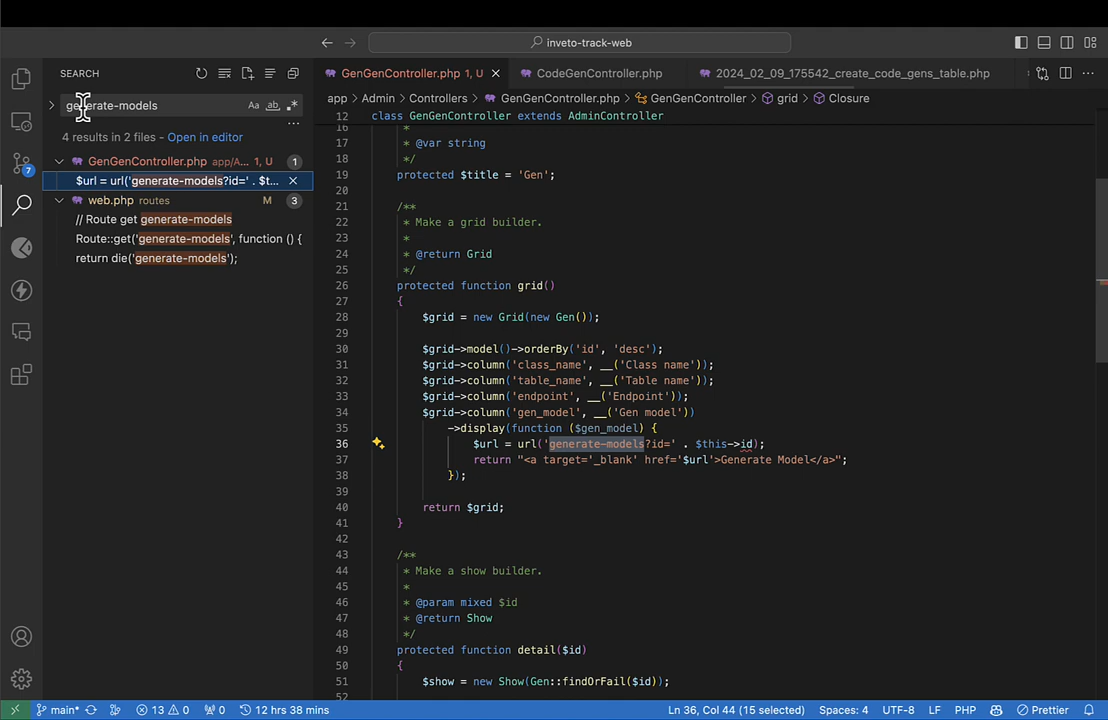 inveto-track-web
SEARCH
generate-models
Aa ab .*
4 results in 2 files - Open in editor
GenGenController.php app/A... 1, U 1
$url = url('generate-models?id=' . $t...
web.php routes M 3
// Route get generate-models
Route::get('generate-models', function () {
return die('generate-models');
7
GenGenController.php 1, U
CodeGenController.php
2024_02_09_175542_create_code_gens_table.php
app > Admin > Controllers > GenGenController.php > GenGenController > grid > Closure
12 class GenGenController extends AdminController
16 *
17 * @var string
18 */
19 protected $title = 'Gen';
20
21 /**
22 * Make a grid builder.
23 *
24 * @return Grid
25 */
26 protected function grid()
27 {
28 $grid = new Grid(new Gen());
29
30 $grid->model()->orderBy('id', 'desc');
31 $grid->column('class_name', __('Class name'));
32 $grid->column('table_name', __('Table name'));
33 $grid->column('endpoint', __('Endpoint'));
34 $grid->column('gen_model', __('Gen model'))
35 ->display(function ($gen_model) {
36 $url = url('generate-models?id=' . $this->id);
37 return "<a target='_blank' href='$url'>Generate Model</a>";
38 });
39
40 return $grid;
41 }
42
43 /**
44 * Make a show builder.
45 *
46 * @param mixed $id
47 * @return Show
48 */
49 protected function detail($id)
50 {
51 $show = new Show(Gen::findOrFail($id));
52
main* 13 0 0 12 hrs 38 mins Ln 36, Col 44 (15 selected) Spaces: 4 UTF-8 LF PHP Prettier